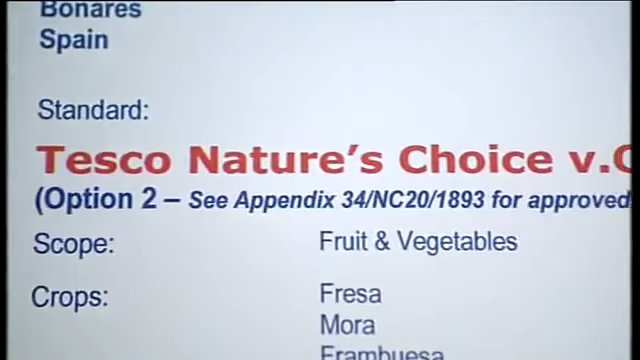 Bonares
Spain
Standard:
Tesco Nature's Choice v.
(Option 2 – See Appendix 34/NC20/1893 for approved
Scope: Fruit & Vegetables
Crops: Fresa
Mora
Frambuesa